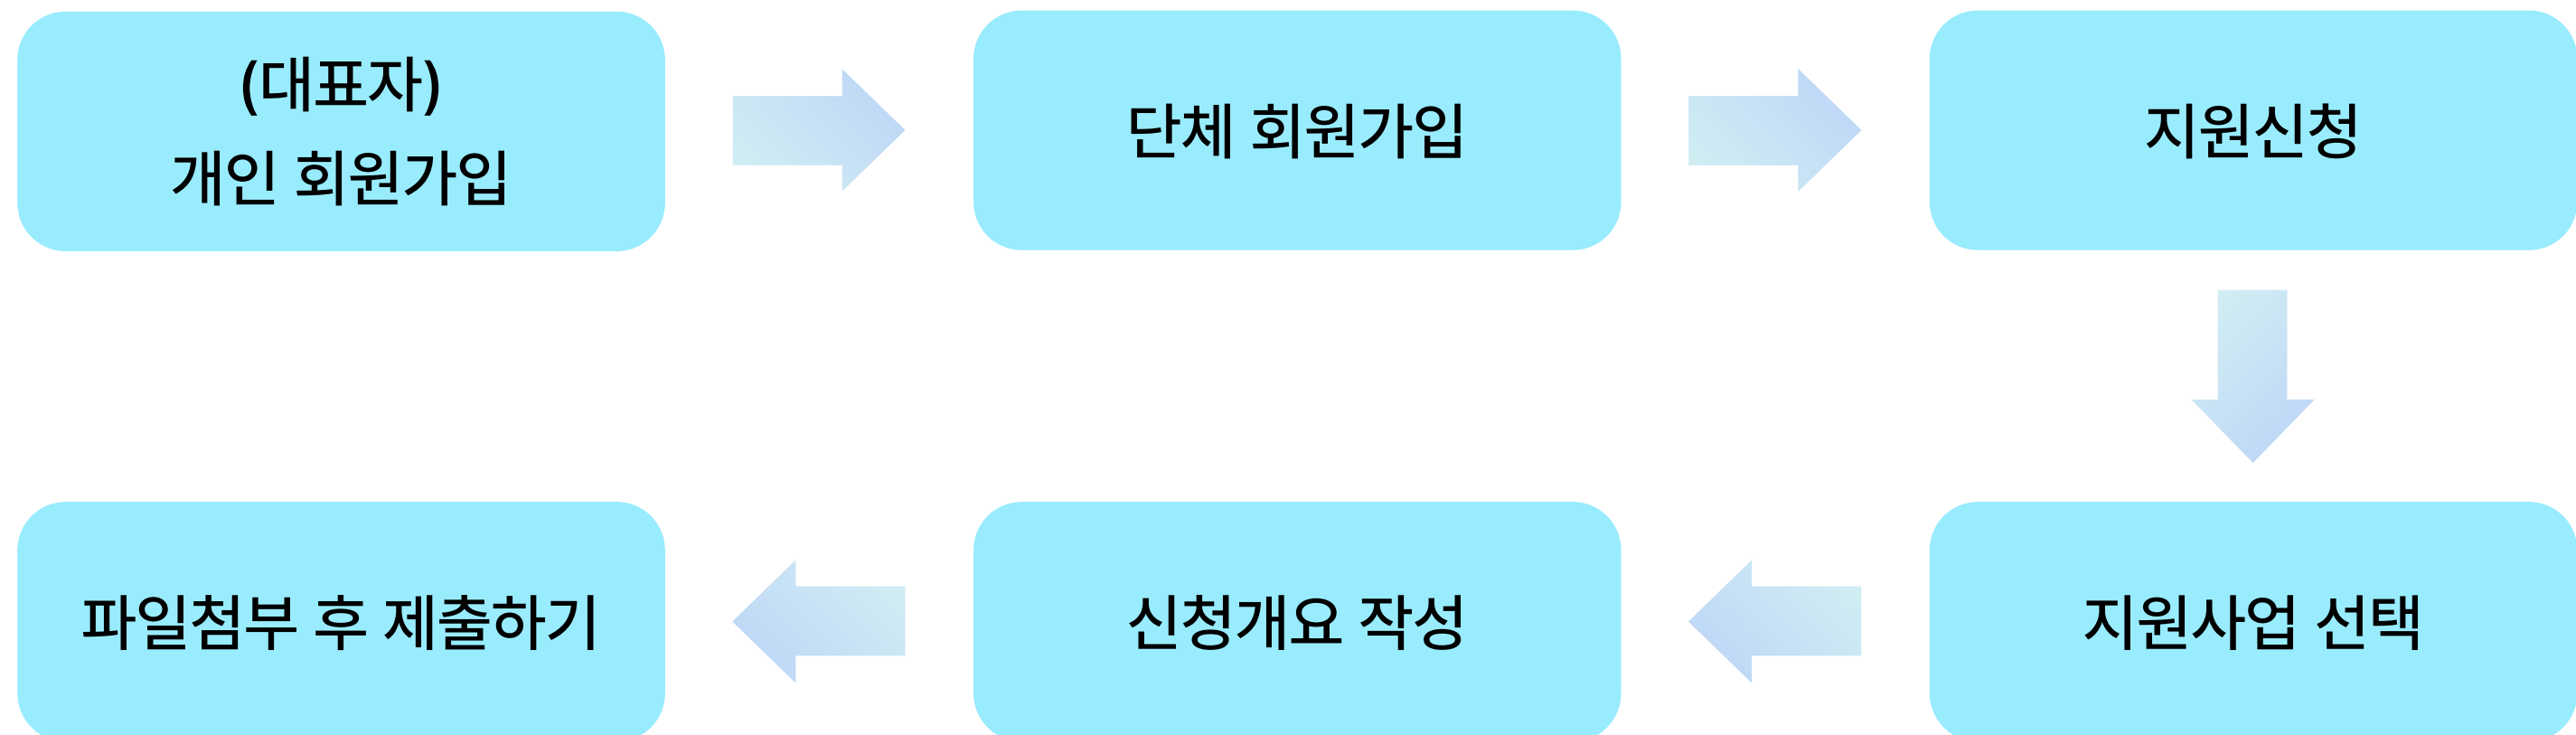 (대표자)
개인 회원가입
단체 회원가입
지원신청
지원사업 선택
신청개요 작성
파일첨부 후 제출하기